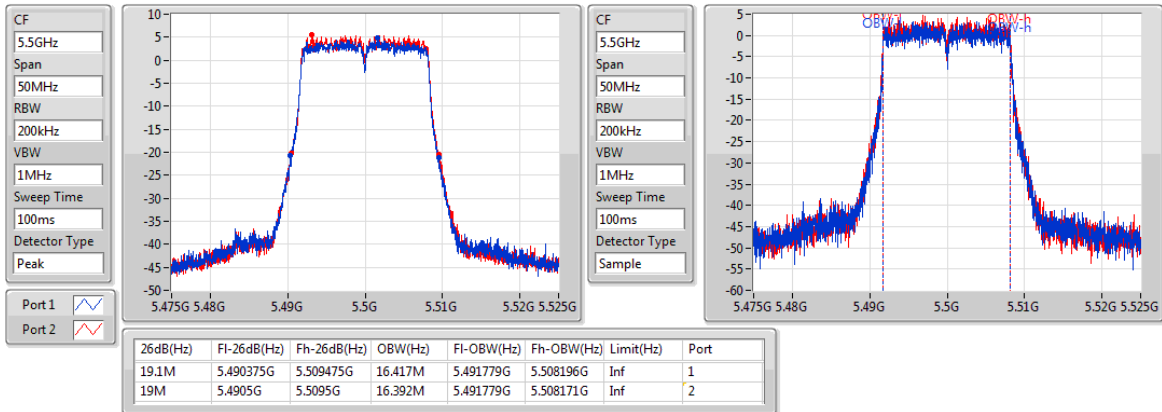 CF
5.5GHz
Span
50MHz
RBW
200kHz
VBW
1MHz
Sweep Time
100ms
Detector Type
Peak
Port 1
Port 2
10
5
0
-5
-10
-15
-20
-25
-30
-35
-40
-45
-50
5.475G 5.48G 5.49G 5.5G 5.51G 5.52G 5.525G
CF
5.5GHz
Span
50MHz
RBW
200kHz
VBW
1MHz
Sweep Time
100ms
Detector Type
Sample
5
0
-5
-10
-15
-20
-25
-30
-35
-40
-45
-50
-55
-60
5.475G 5.48G 5.49G 5.5G 5.51G 5.52G 5.525G
OBW-h
26dB(Hz) Fl-26dB(Hz) Fh-26dB(Hz) OBW(Hz) Fl-OBW(Hz) Fh-OBW(Hz) Limit(Hz) Port
19.1M 5.490375G 5.509475G 16.417M 5.491779G 5.508196G Inf 1
19M 5.4905G 5.5095G 16.392M 5.491779G 5.508171G Inf 2